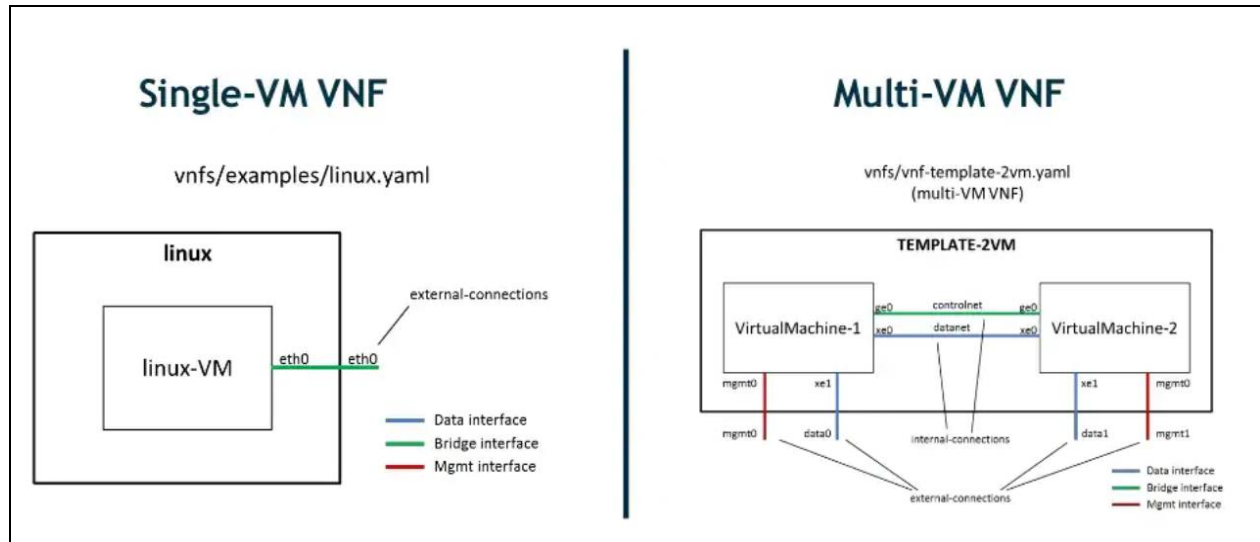 Single-VM VNF
vnfs/examples/linux.yaml
linux
external-connections
linux-VM
eth0
eth0
Data interface
Bridge interface
Mgmt interface
Multi-VM VNF
vnfs/vnf-template-2vm.yaml
(multi-VM VNF)
TEMPLATE-2VM
VirtualMachine-1
ge0
controlnet
ge0
xe0
datanet
xe0
VirtualMachine-2
mgmt0
xe1
xe1
mgmt0
mgmt0
data0
internal-connections
data1
mgmt1
external-connections
Data interface
Bridge interface
Mgmt interface